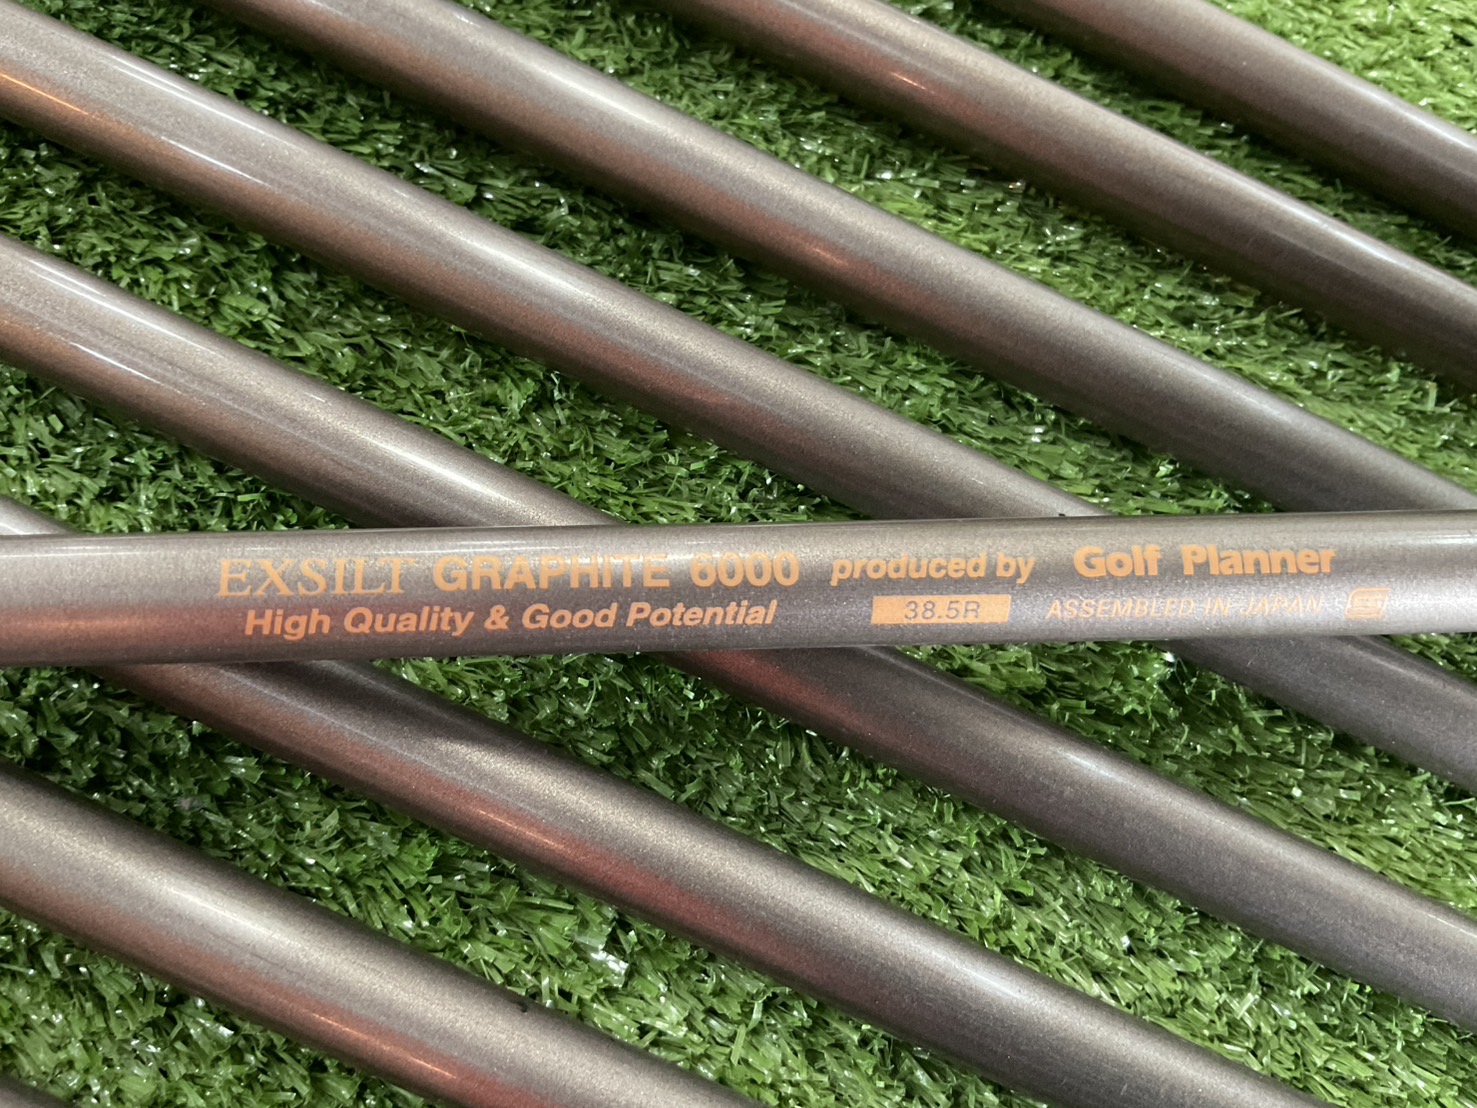 EXSILT GRAPHITE 6000 produced by Golf Planner
High Quality & Good Potential 38.5R ASSEMBLED IN JAPAN